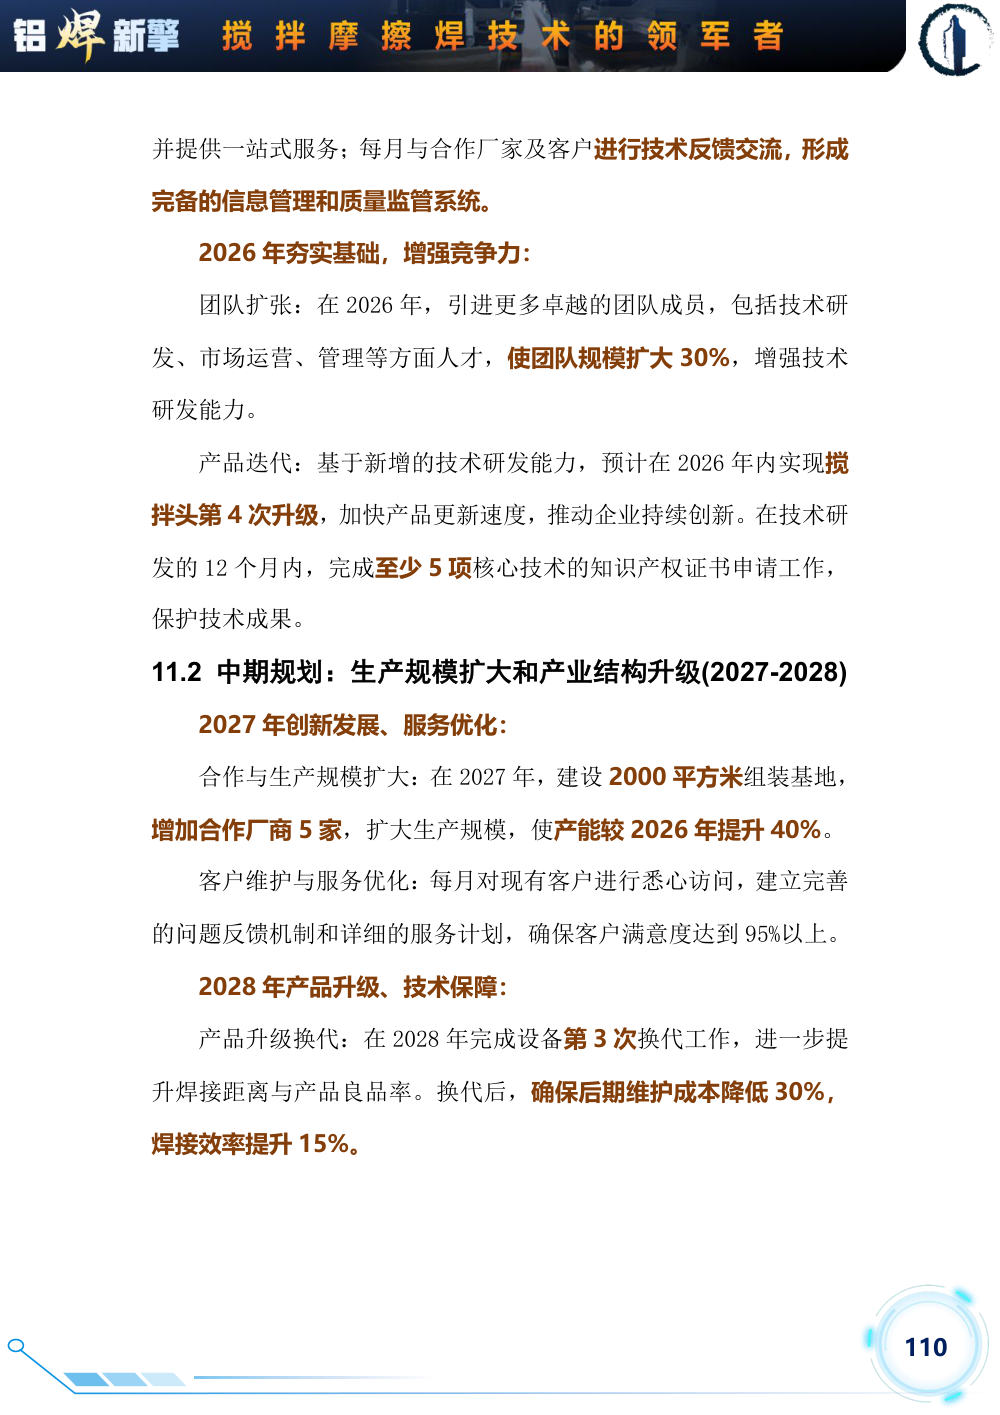 铝焊新擎 搅拌摩擦焊技术的领军者
并提供一站式服务；每月与合作厂家及客户进行技术反馈交流，形成
完备的信息管理和质量监管系统。
2026 年夯实基础，增强竞争力：
团队扩张：在 2026 年，引进更多卓越的团队成员，包括技术研
发、市场运营、管理等方面人才，使团队规模扩大 30%，增强技术
研发能力。
产品迭代：基于新增的技术研发能力，预计在 2026 年内实现搅
拌头第 4 次升级，加快产品更新速度，推动企业持续创新。在技术研
发的 12 个月内，完成至少 5 项核心技术的知识产权证书申请工作，
保护技术成果。
11.2 中期规划：生产规模扩大和产业结构升级(2027-2028)
2027 年创新发展、服务优化：
合作与生产规模扩大：在 2027 年，建设 2000 平方米组装基地，
增加合作厂商 5 家，扩大生产规模，使产能较 2026 年提升 40%。
客户维护与服务优化：每月对现有客户进行悉心访问，建立完善
的问题反馈机制和详细的服务计划，确保客户满意度达到 95%以上。
2028 年产品升级、技术保障：
产品升级换代：在 2028 年完成设备第 3 次换代工作，进一步提
升焊接距离与产品良品率。换代后，确保后期维护成本降低 30%，
焊接效率提升 15%。
110